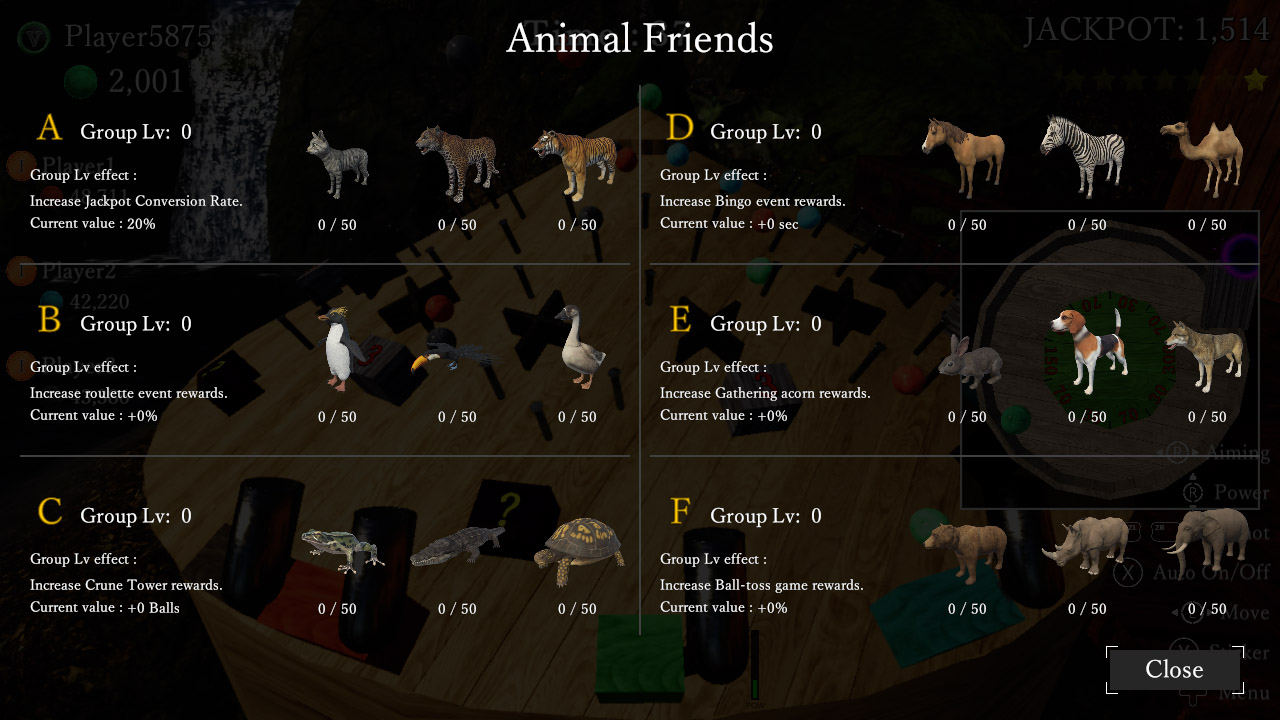 Animal Friends
Player5875
2,001
JACKPOT: 1,514
A Group Lv: 0
Group Lv effect :
Increase Jackpot Conversion Rate.
Current value : 20%
0 / 50 0 / 50 0 / 50
B Group Lv: 0
Group Lv effect :
Increase roulette event rewards.
Current value : +0%
0 / 50 0 / 50 0 / 50
C Group Lv: 0
Group Lv effect :
Increase Crune Tower rewards.
Current value : +0 Balls
0 / 50 0 / 50 0 / 50
D Group Lv: 0
Group Lv effect :
Increase Bingo event rewards.
Current value : +0 sec
0 / 50 0 / 50 0 / 50
E Group Lv: 0
Group Lv effect :
Increase Gathering acorn rewards.
Current value : +0%
0 / 50 0 / 50 0 / 50
F Group Lv: 0
Group Lv effect :
Increase Ball-toss game rewards.
Current value : +0%
0 / 50 0 / 50 0 / 50
Player1
Player2
42,220
?
R Aiming
R Power
X Auto On/Off
Move
Menu
Close